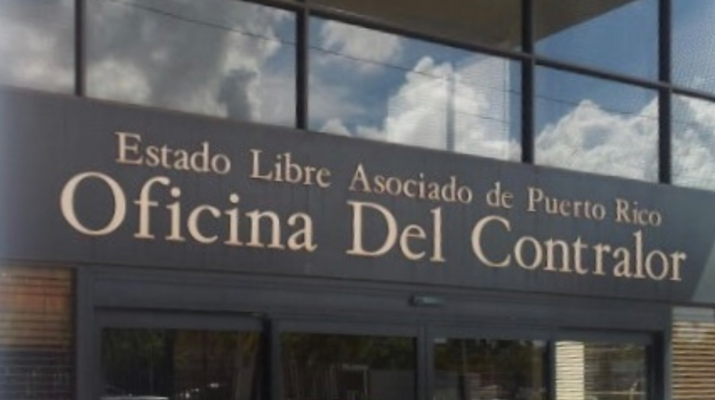 Estado Libre Asociado de Puerto Rico
Oficina Del Contralor